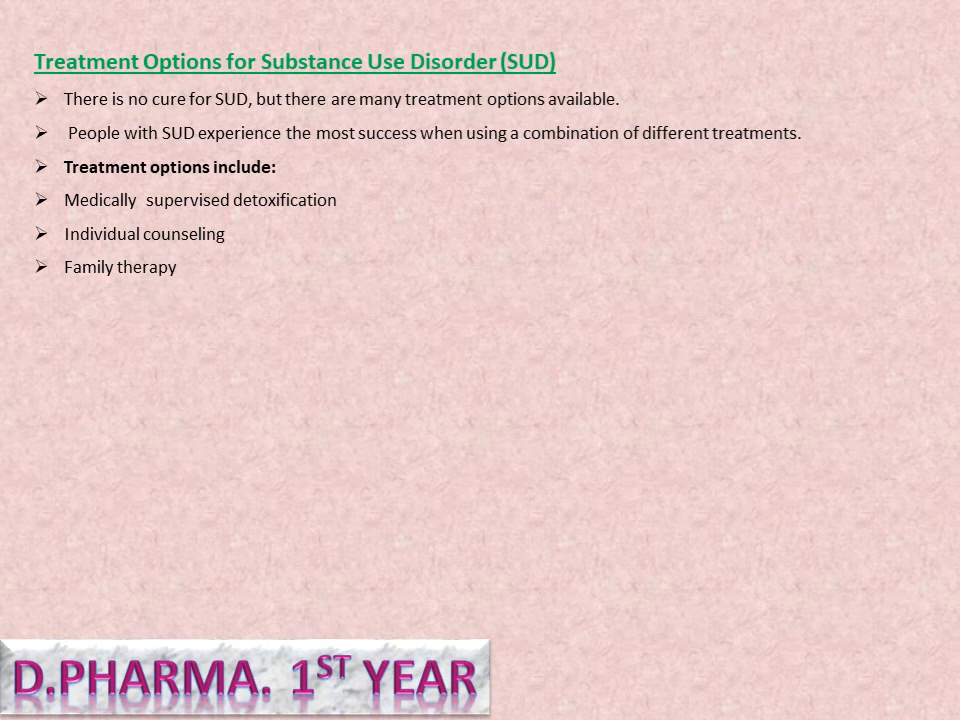 Treatment Options for Substance Use Disorder (SUD)
➢ There is no cure for SUD, but there are many treatment options available.
➢ People with SUD experience the most success when using a combination of different treatments.
➢ Treatment options include:
➢ Medically supervised detoxification
➢ Individual counseling
➢ Family therapy
D.PHARMA. 1ST YEAR